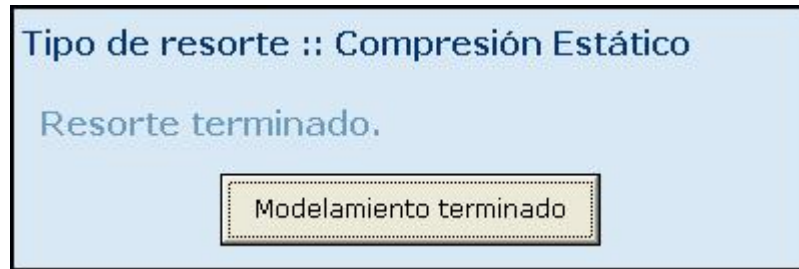 Tipo de resorte :: Compresión Estático
Resorte terminado.
Modelamiento terminado